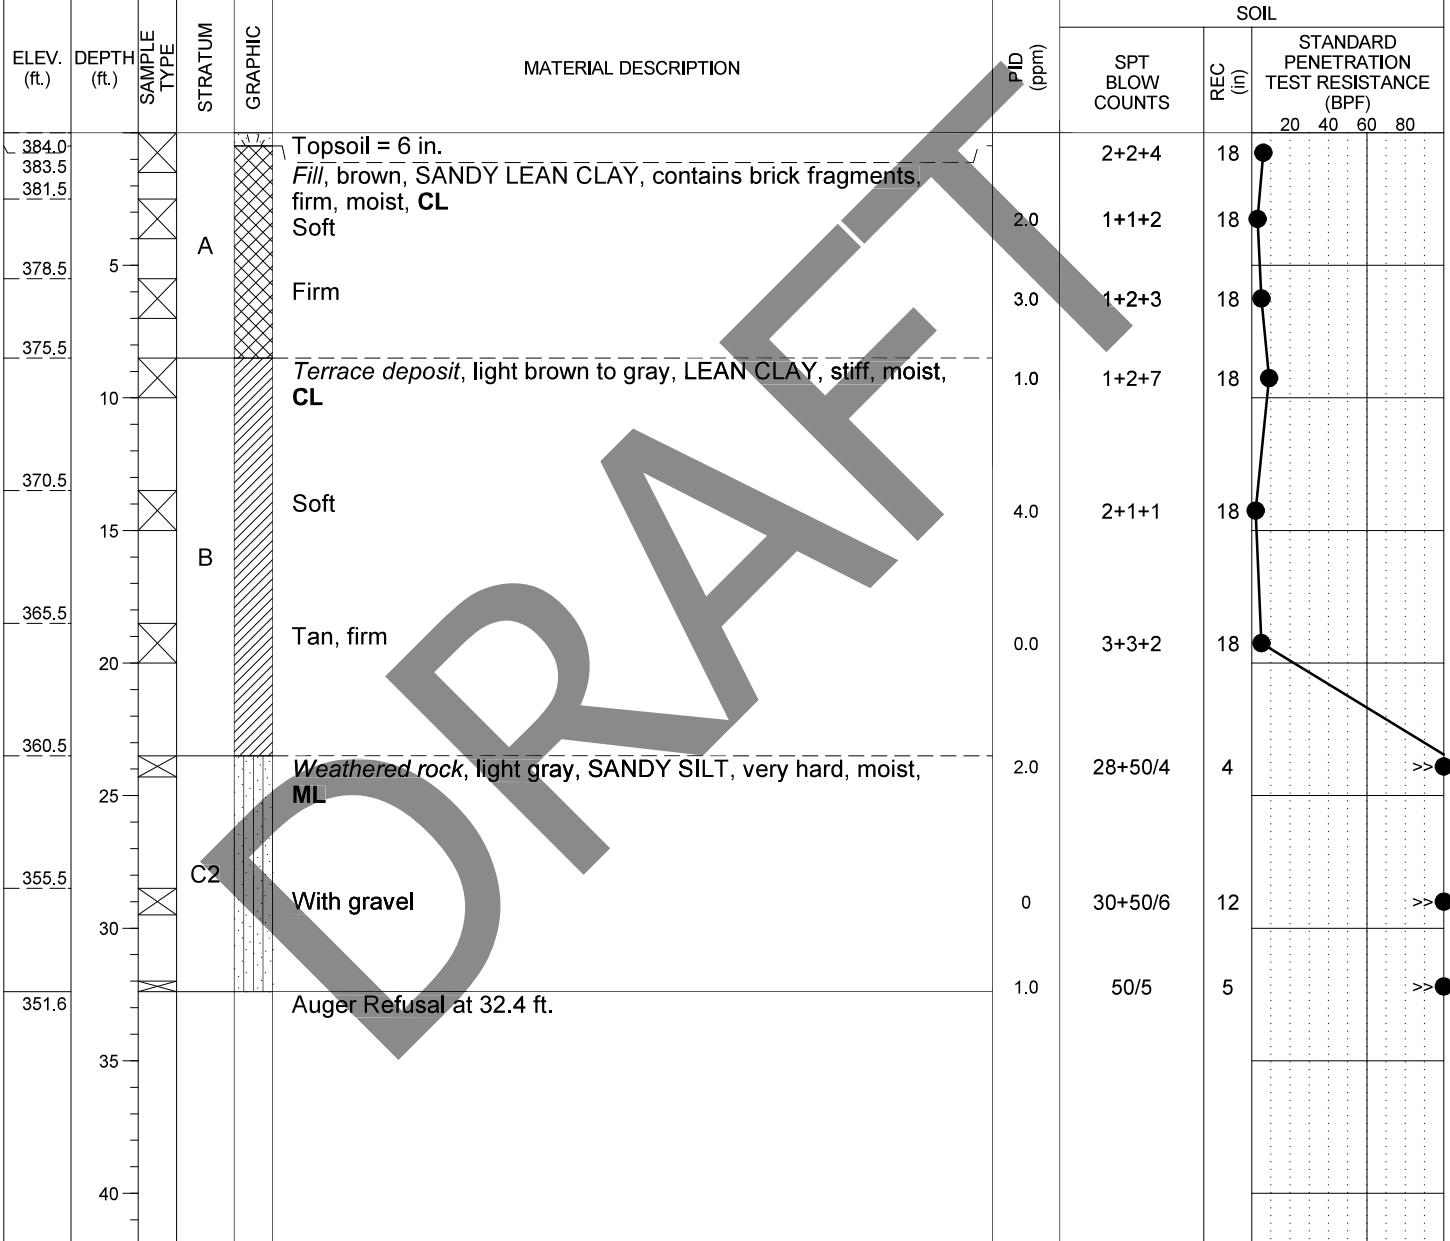 SOIL
ELEV. (ft.)
DEPTH (ft.)
SAMPLE TYPE
STRATUM
GRAPHIC
MATERIAL DESCRIPTION
PID (ppm)
SPT BLOW COUNTS
REC (in)
STANDARD PENETRATION TEST RESISTANCE (BPF)
20 40 60 80
384.0 Topsoil = 6 in. 2+2+4 18
383.5 Fill, brown, SANDY LEAN CLAY, contains brick fragments,
381.5 firm, moist, CL
Soft 2.0 1+1+2 18
A
378.5 5
Firm 3.0 1+2+3 18
375.5
Terrace deposit, light brown to gray, LEAN CLAY, stiff, moist, 1.0 1+2+7 18
10 CL
370.5
Soft 4.0 2+1+1 18
15
B
365.5
Tan, firm 0.0 3+3+2 18
20
360.5
Weathered rock, light gray, SANDY SILT, very hard, moist, 2.0 28+50/4 4 >>
25 ML
355.5 C2
With gravel 0 30+50/6 12 >>
30
1.0 50/5 5 >>
351.6 Auger Refusal at 32.4 ft.
35
40
DRAFT